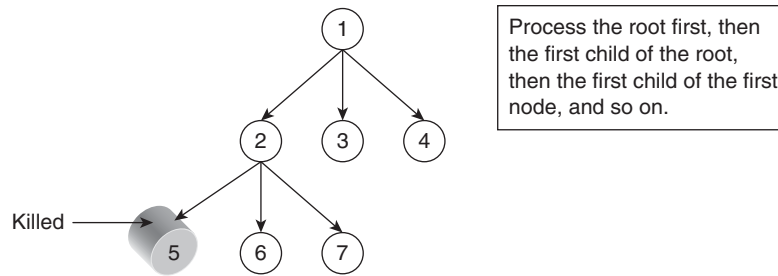 1
Process the root first, then
the first child of the root,
then the first child of the first
node, and so on.
2
3
4
Killed
5
6
7